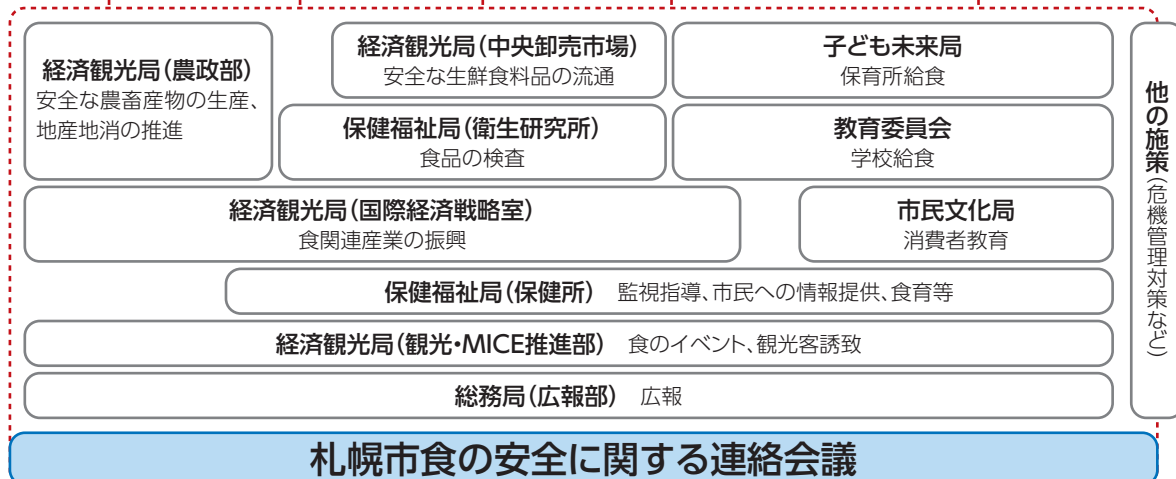 経済観光局（農政部）
安全な農畜産物の生産、
地産地消の推進
経済観光局（中央卸売市場）
安全な生鮮食料品の流通
子ども未来局
保育所給食
保健福祉局（衛生研究所）
食品の検査
教育委員会
学校給食
経済観光局（国際経済戦略室）
食関連産業の振興
市民文化局
消費者教育
保健福祉局（保健所） 監視指導、市民への情報提供、食育等
経済観光局（観光・MICE推進部） 食のイベント、観光客誘致
総務局（広報部） 広報
他の施策（危機管理対策など）
札幌市食の安全に関する連絡会議